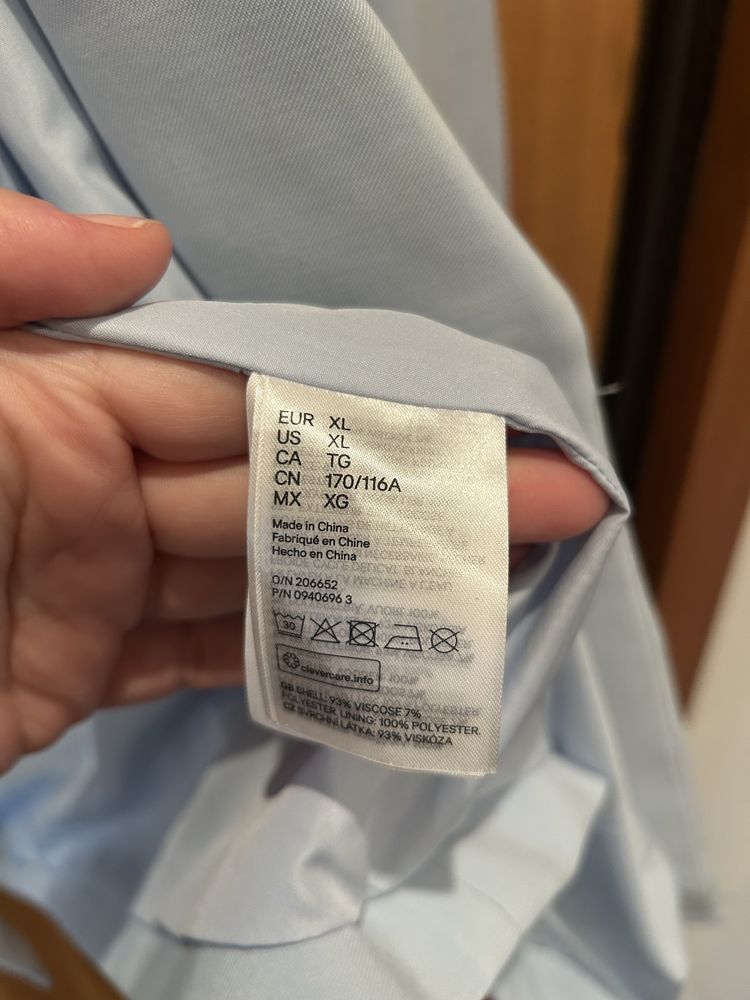 EUR XL
US XL
CA TG
CN 170/116A
MX XG
Made in China
Fabriqué en Chine
Hecho en China
O/N 206652
P/N 0940696 3
30
clevercare.info
GB SHELL: 93% VISCOSE 7%
POLYESTER. LINING: 100% POLYESTER.
CZ SVRCHNÍ LÁTKA: 93% VISKÓZA